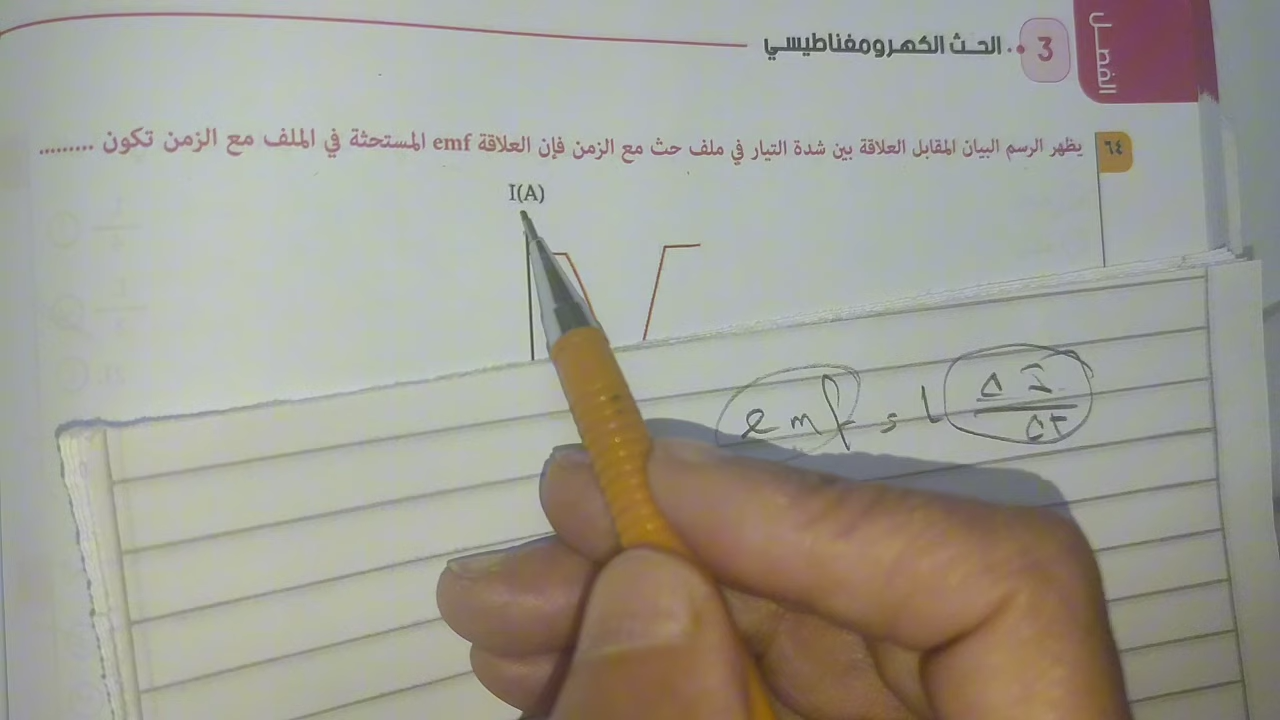 الفصل
3 الحث الكهرومغناطيسي
٦٤ يظهر الرسم البيان المقابل العلاقة بين شدة التيار في ملف حث مع الزمن فإن العلاقة emf المستحثة في الملف مع الزمن تكون .........
I(A)
emf = L ΔI / Δt